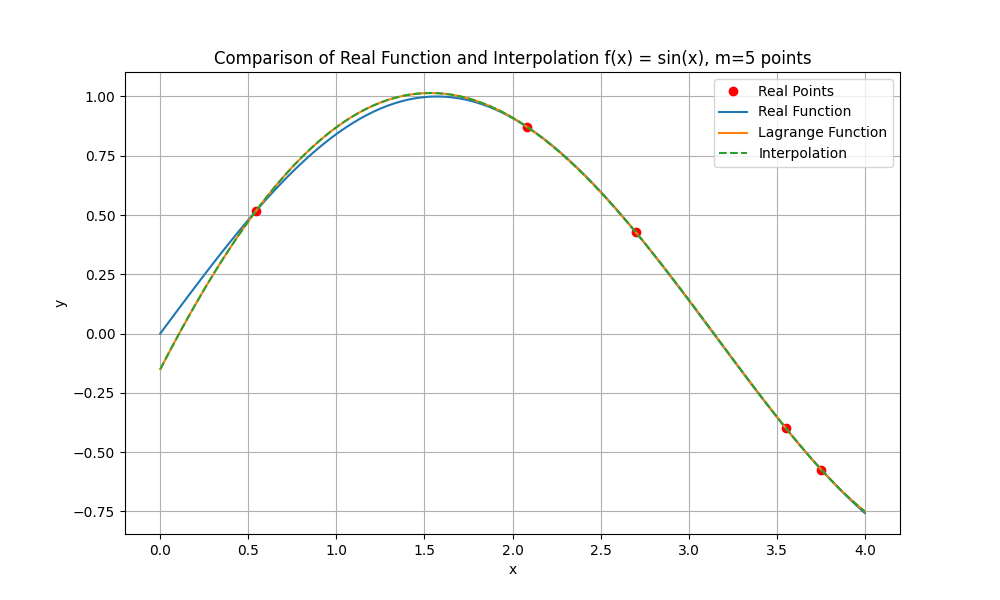 Comparison of Real Function and Interpolation f(x) = sin(x), m=5 points
Real Points
Real Function
Lagrange Function
Interpolation
1.00
0.75
0.50
0.25
0.00
−0.25
−0.50
−0.75
y
0.0 0.5 1.0 1.5 2.0 2.5 3.0 3.5 4.0
x